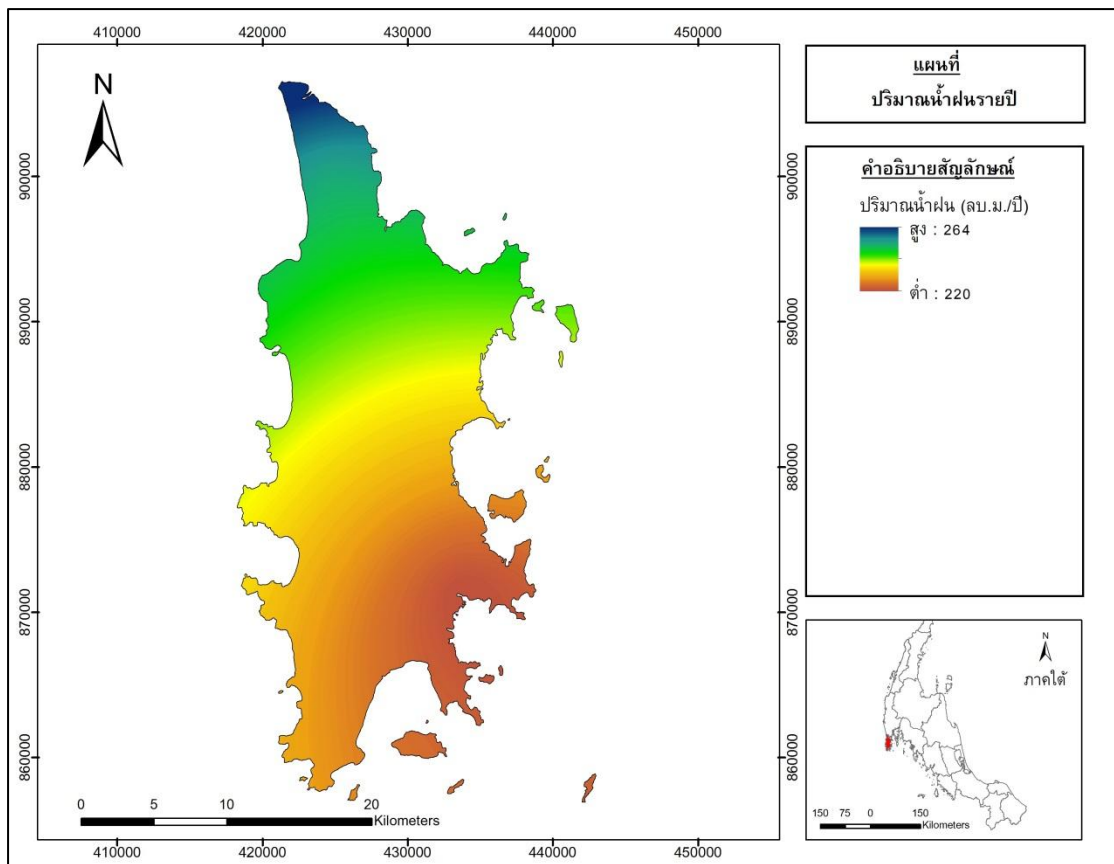 410000 420000 430000 440000 450000
N
900000
890000
880000
870000
860000
900000
890000
880000
870000
860000
0 5 10 20
Kilometers
410000 420000 430000 440000 450000
แผนที่
ปริมาณน้ำฝนรายปี
คำอธิบายสัญลักษณ์
ปริมาณน้ำฝน (ลบ.ม./ปี)
สูง : 264
ต่ำ : 220
N
ภาคใต้
150 75 0 150
Kilometers